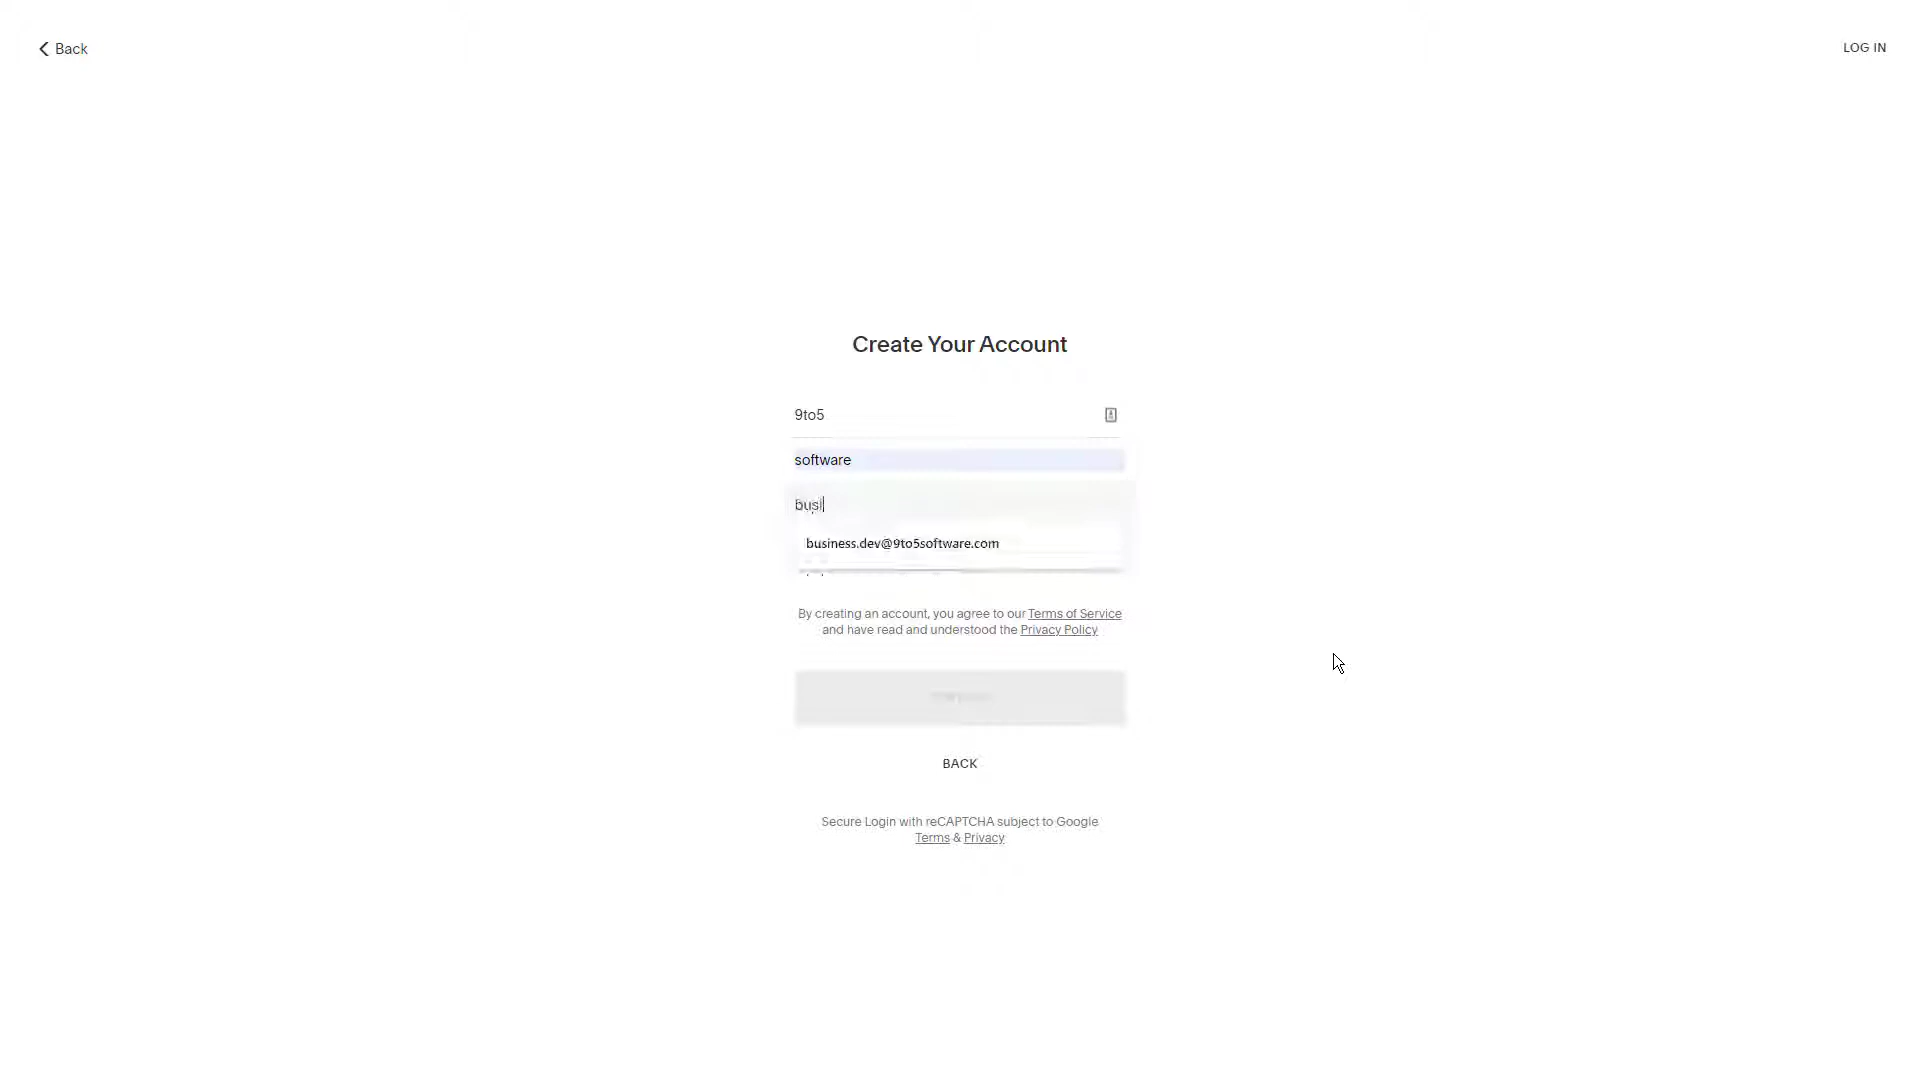 Back
LOG IN
Create Your Account
9to5
software
busi
business.dev@9to5software.com
By creating an account, you agree to our Terms of Service
and have read and understood the Privacy Policy
BACK
Secure Login with reCAPTCHA subject to Google
Terms & Privacy